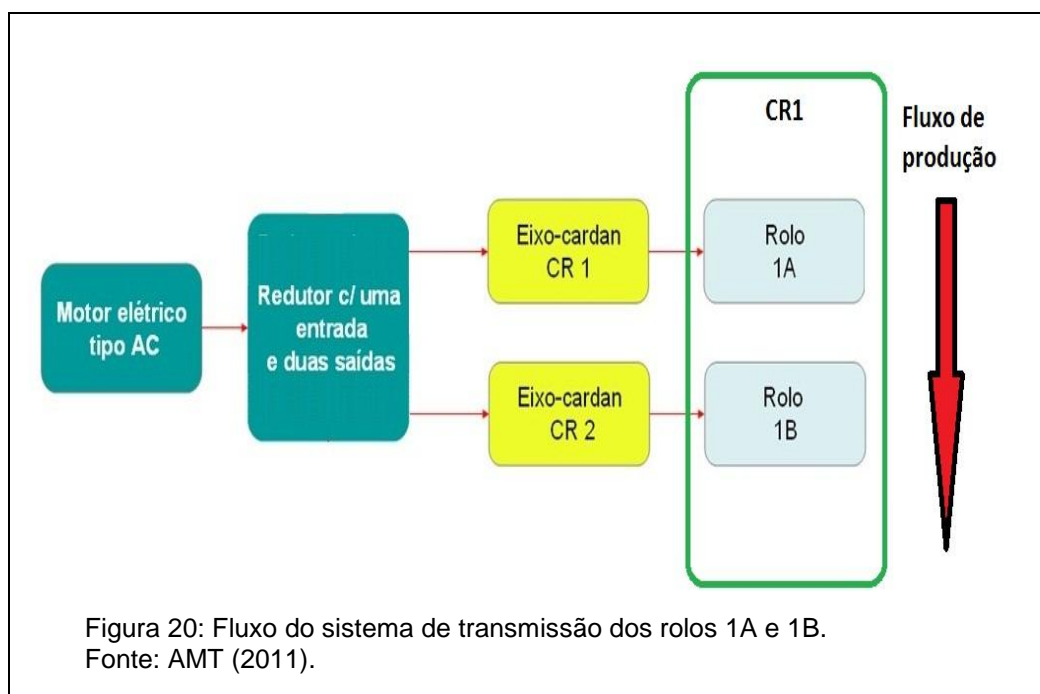 CR1
Fluxo de
produção
Motor elétrico
tipo AC
Redutor c/ uma
entrada
e duas saídas
Eixo-cardan
CR 1
Rolo
1A
Eixo-cardan
CR 2
Rolo
1B
Figura 20: Fluxo do sistema de transmissão dos rolos 1A e 1B.
Fonte: AMT (2011).